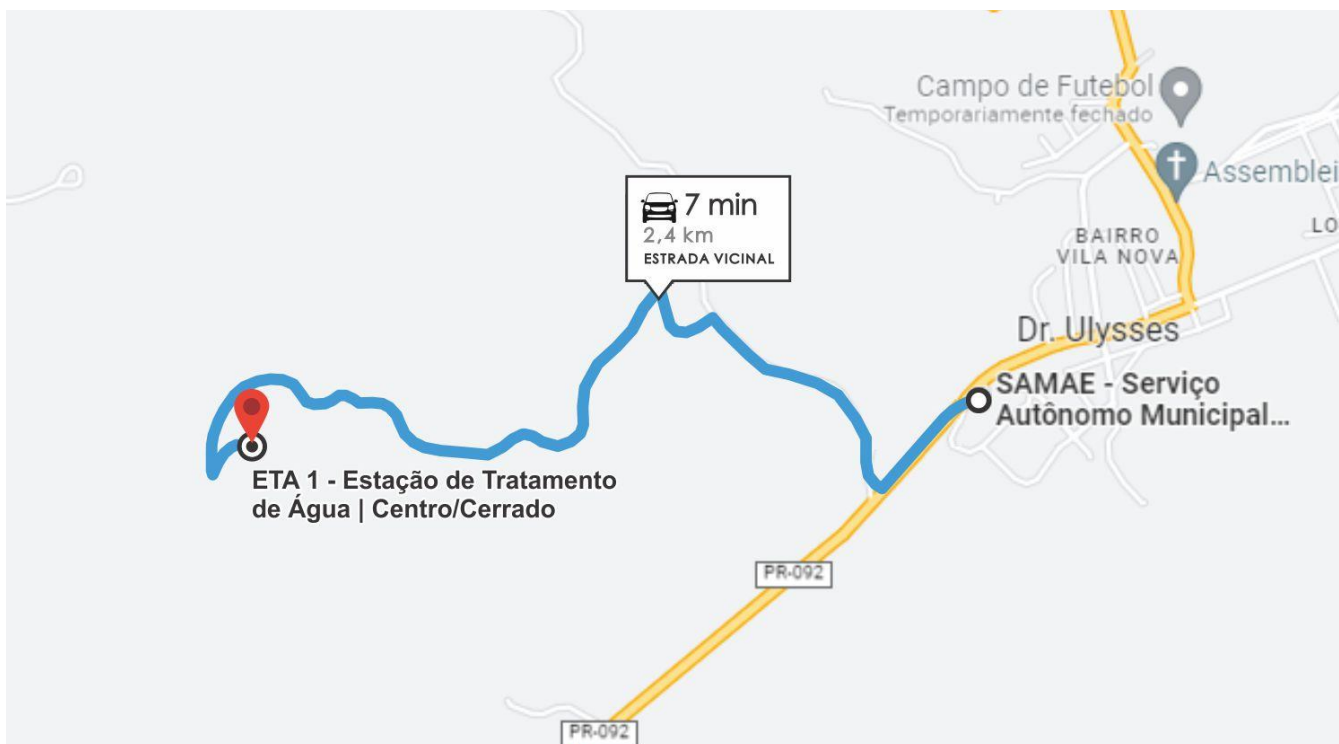 Campo de Futebol
Temporariamente fechado
Assemblei
7 min
2,4 km
ESTRADA VICINAL
LO
BAIRRO
VILA NOVA
Dr. Ulysses
SAMAE - Serviço
Autônomo Municipal...
ETA 1 - Estação de Tratamento
de Água | Centro/Cerrado
PR-092
PR-092